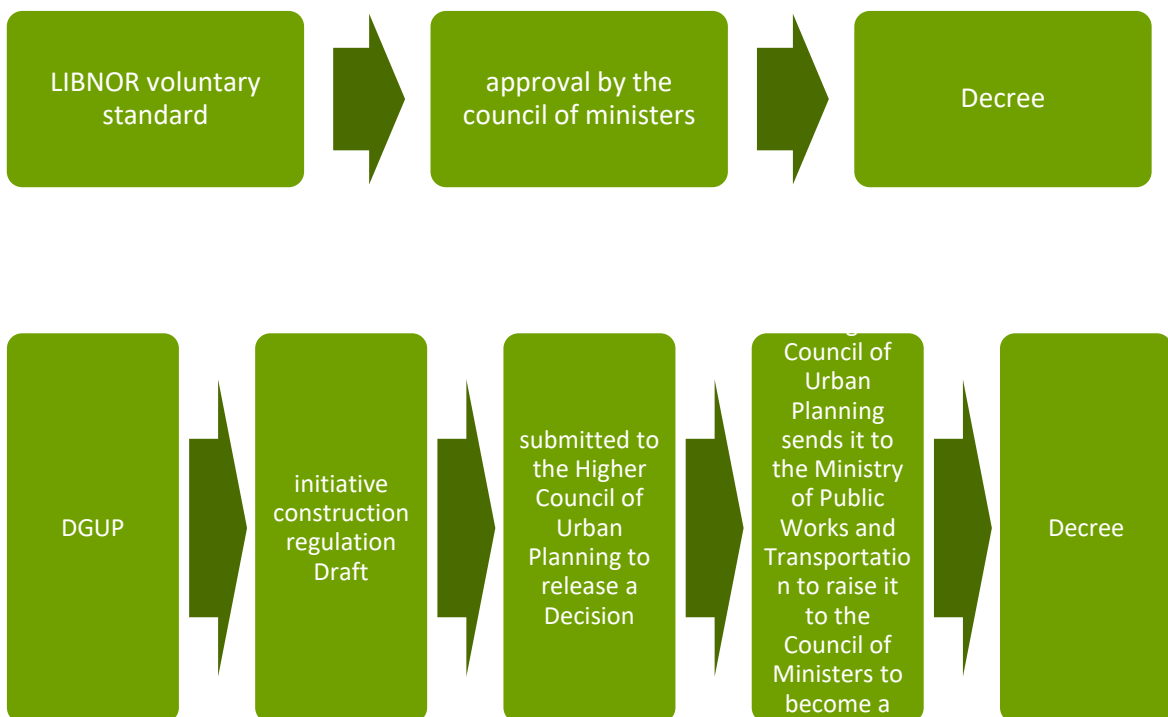 LIBNOR voluntary
standard
approval by the
council of ministers
Decree
DGUP
initiative
construction
regulation
Draft
submitted to
the Higher
Council of
Urban
Planning to
release a
Decision
Council of
Urban
Planning
sends it to
the Ministry
of Public
Works and
Transportatio
n to raise it
to the
Council of
Ministers to
become a
Decree